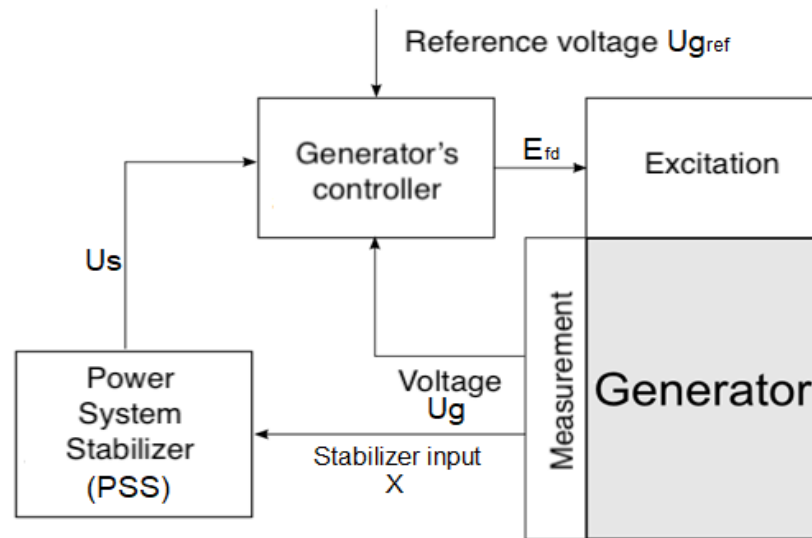 Reference voltage Ugref
Generator's
controller
Efd
Excitation
Us
Measurement
Generator
Voltage
Ug
Power
System
Stabilizer
(PSS)
Stabilizer input
X